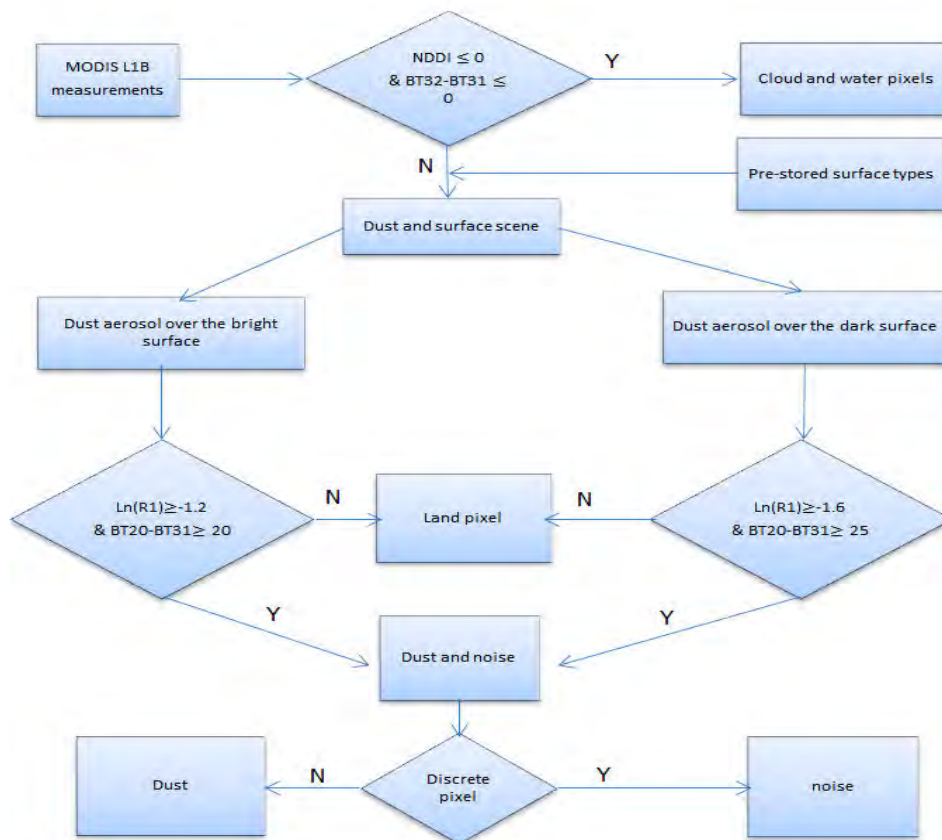 MODIS L1B
measurements
NDDI ≤ 0
& BT32-BT31 ≤
0
Y
Cloud and water pixels
N
Pre-stored surface types
Dust and surface scene
Dust aerosol over the bright
surface
Dust aerosol over the dark surface
Ln(R1)≥-1.2
& BT20-BT31≥ 20
N
Land pixel
N
Ln(R1)≥-1.6
& BT20-BT31≥ 25
Y
Y
Dust and noise
Dust
N
Discrete
pixel
Y
noise